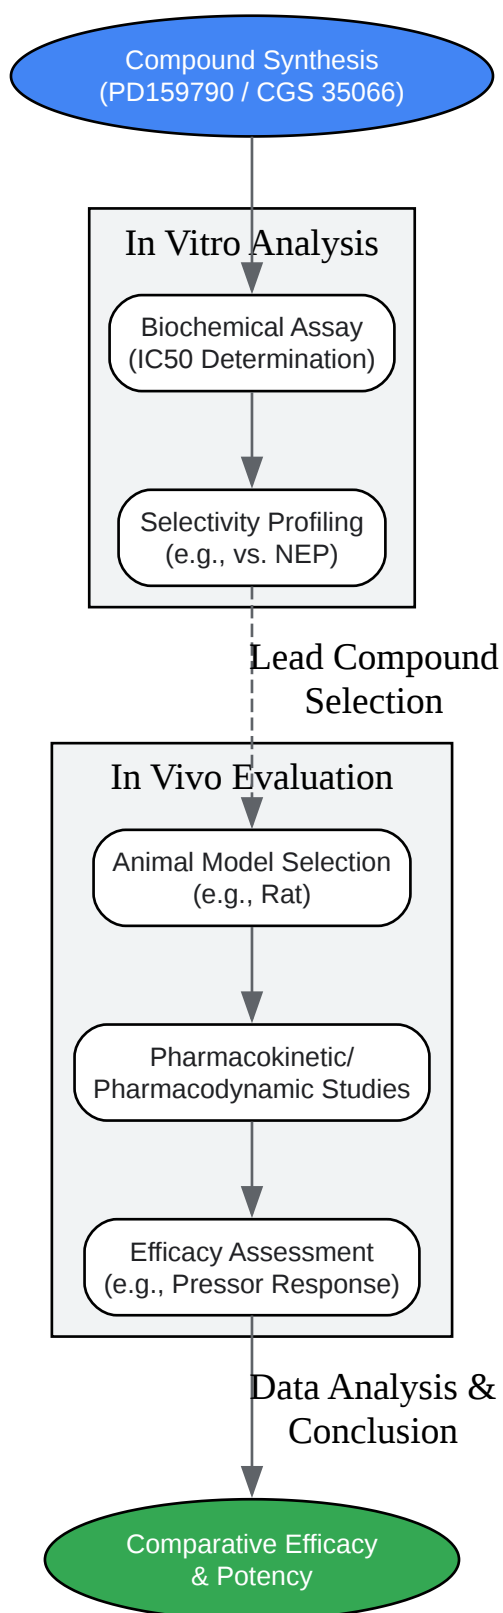 Compound Synthesis
(PD159790 / CGS 35066)
In Vitro Analysis
Biochemical Assay
(IC50 Determination)
Selectivity Profiling
(e.g., vs. NEP)
Lead Compound
Selection
In Vivo Evaluation
Animal Model Selection
(e.g., Rat)
Pharmacokinetic/
Pharmacodynamic Studies
Efficacy Assessment
(e.g., Pressor Response)
Data Analysis &
Conclusion
Comparative Efficacy
& Potency